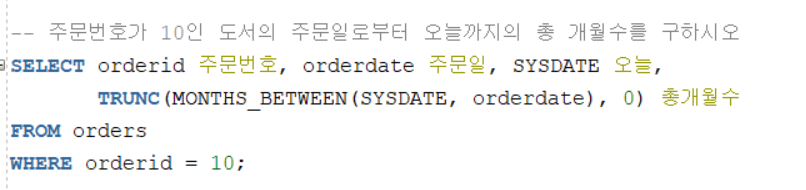 -- 주문번호가 10인 도서의 주문일로부터 오늘까지의 총 개월수를 구하시오
SELECT orderid 주문번호, orderdate 주문일, SYSDATE 오늘,
TRUNC(MONTHS_BETWEEN(SYSDATE, orderdate), 0) 총개월수
FROM orders
WHERE orderid = 10;